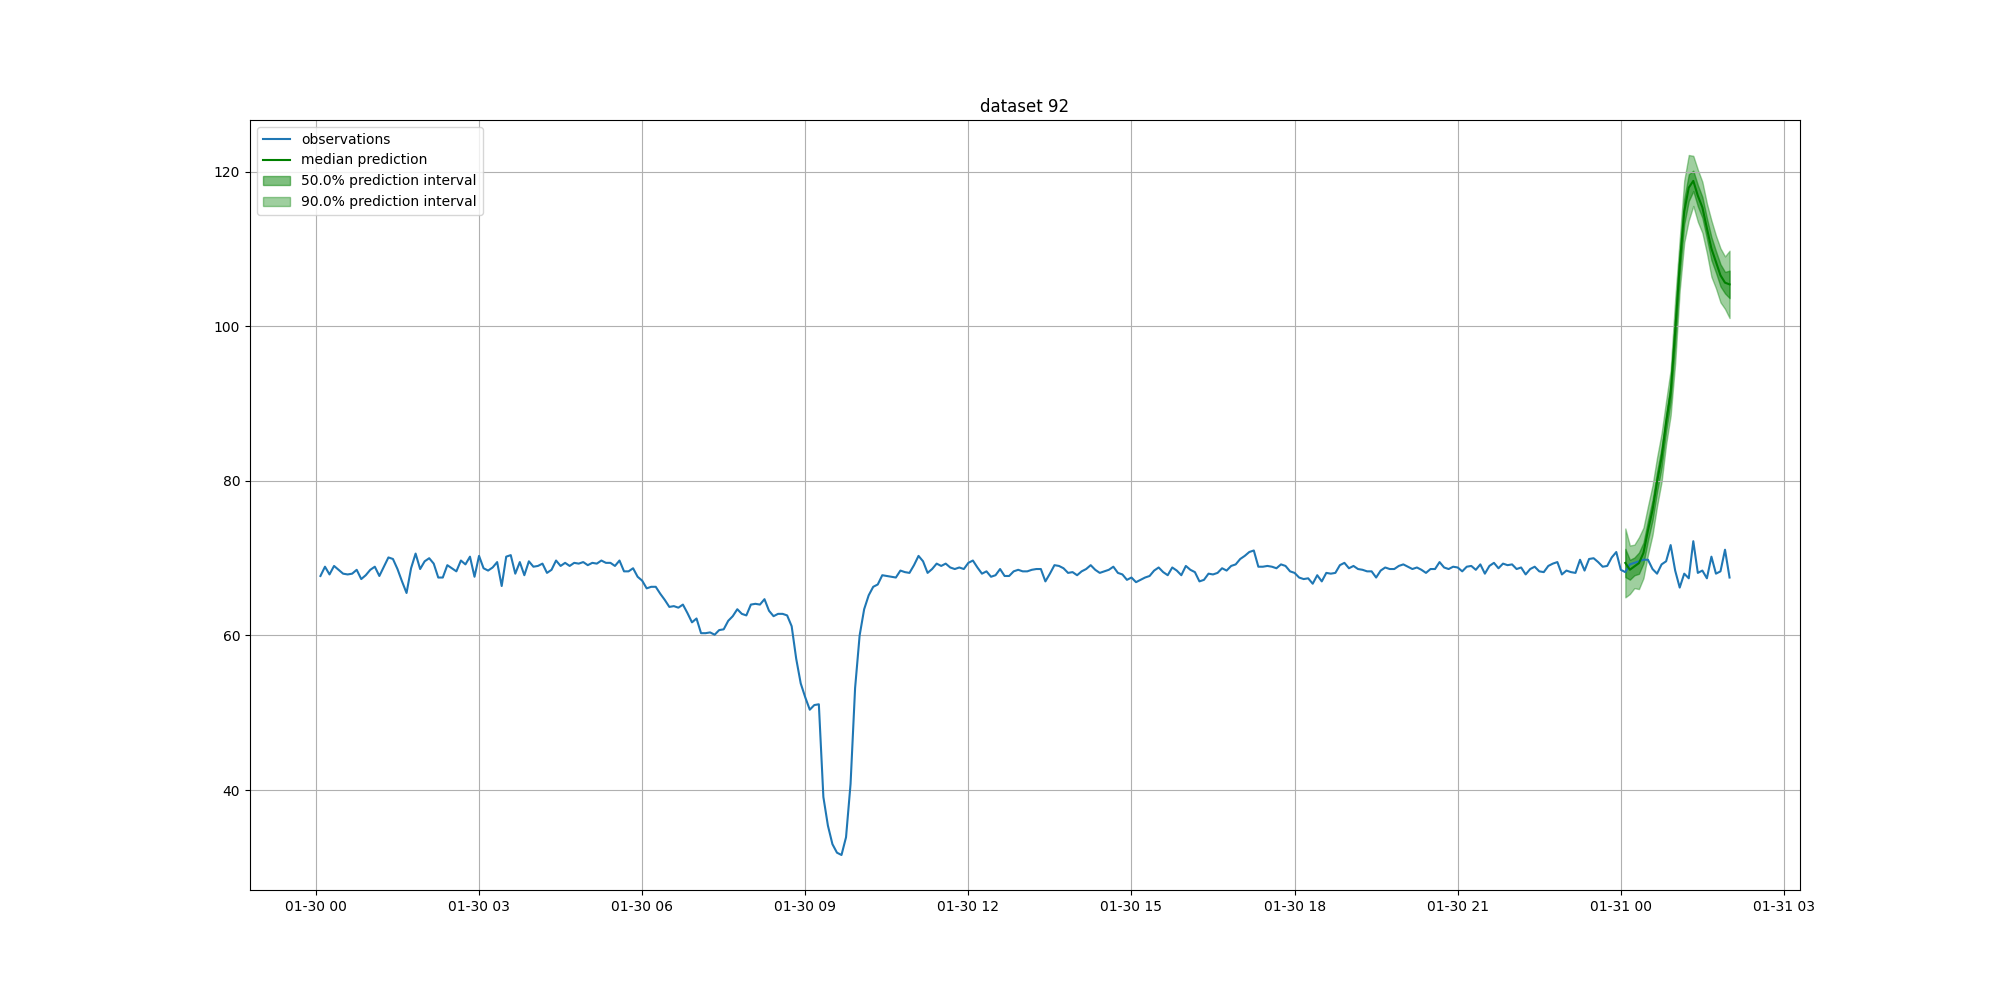 dataset 92
observations
median prediction
50.0% prediction interval
90.0% prediction interval
120
100
80
60
40
01-30 00 01-30 03 01-30 06 01-30 09 01-30 12 01-30 15 01-30 18 01-30 21 01-31 00 01-31 03